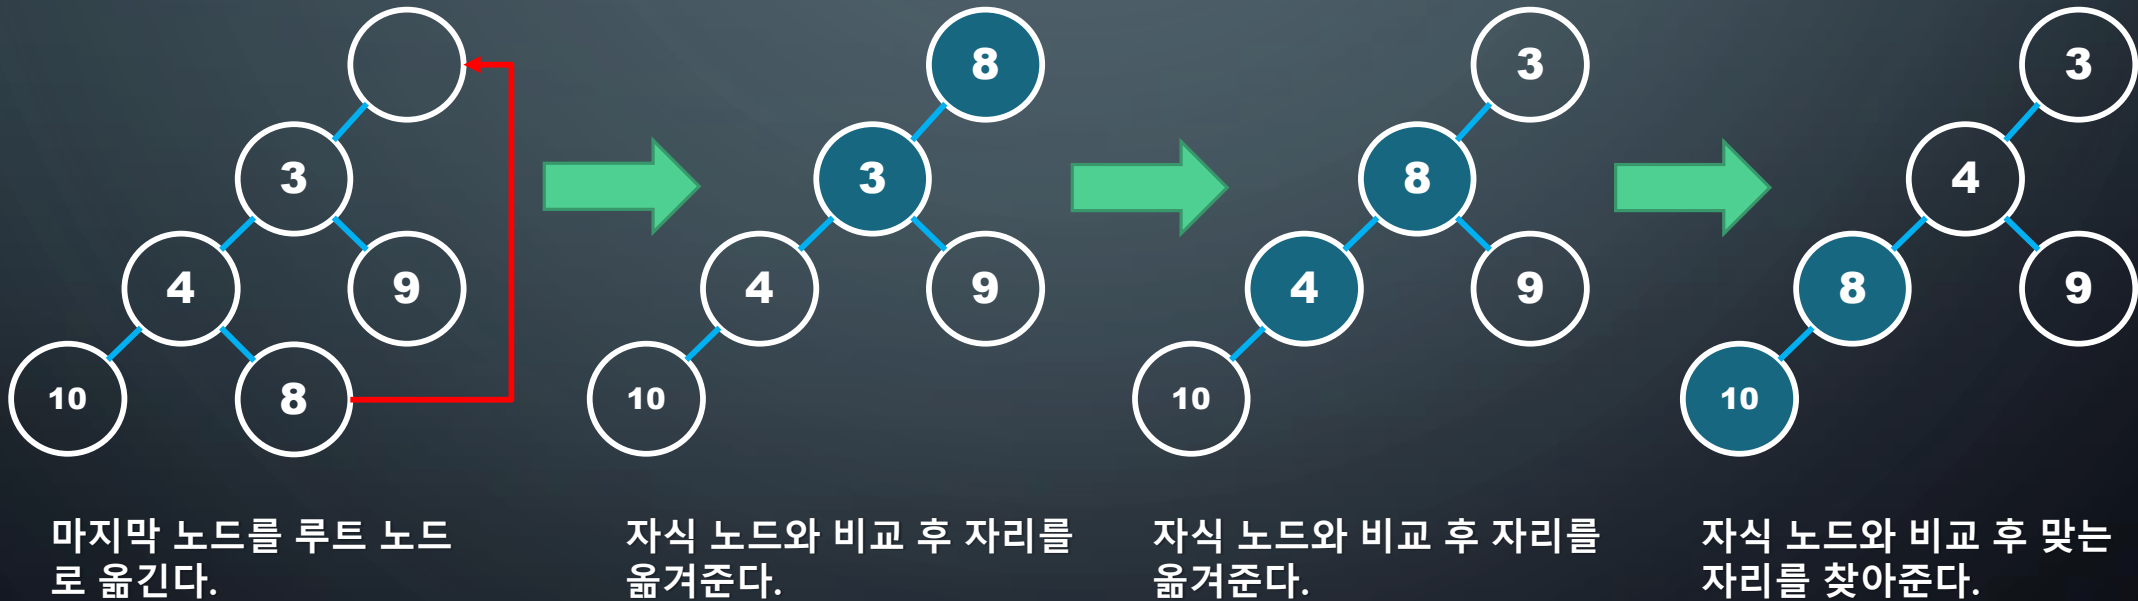 3
4
9
10
8
8
3
4
9
10
3
8
4
9
10
3
4
8
9
10
마지막 노드를 루트 노드
로 옮긴다.
자식 노드와 비교 후 자리를
옮겨준다.
자식 노드와 비교 후 자리를
옮겨준다.
자식 노드와 비교 후 맞는
자리를 찾아준다.